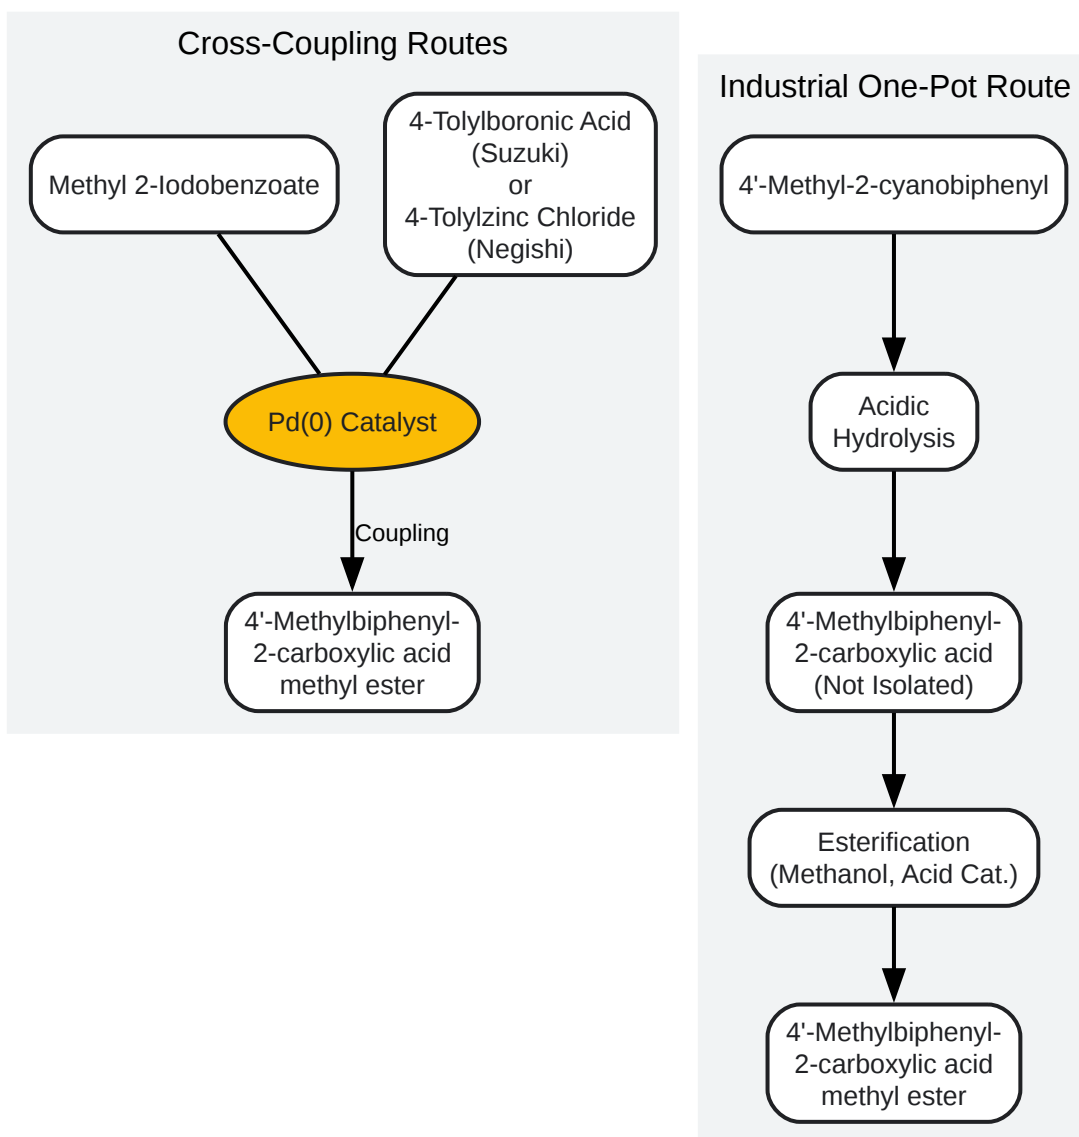 Cross-Coupling Routes
Methyl 2-Iodobenzoate
4-Tolylboronic Acid
(Suzuki)
or
4-Tolylzinc Chloride
(Negishi)
Pd(0) Catalyst
Coupling
4'-Methylbiphenyl-
2-carboxylic acid
methyl ester
Industrial One-Pot Route
4'-Methyl-2-cyanobiphenyl
Acidic
Hydrolysis
4'-Methylbiphenyl-
2-carboxylic acid
(Not Isolated)
Esterification
(Methanol, Acid Cat.)
4'-Methylbiphenyl-
2-carboxylic acid
methyl ester